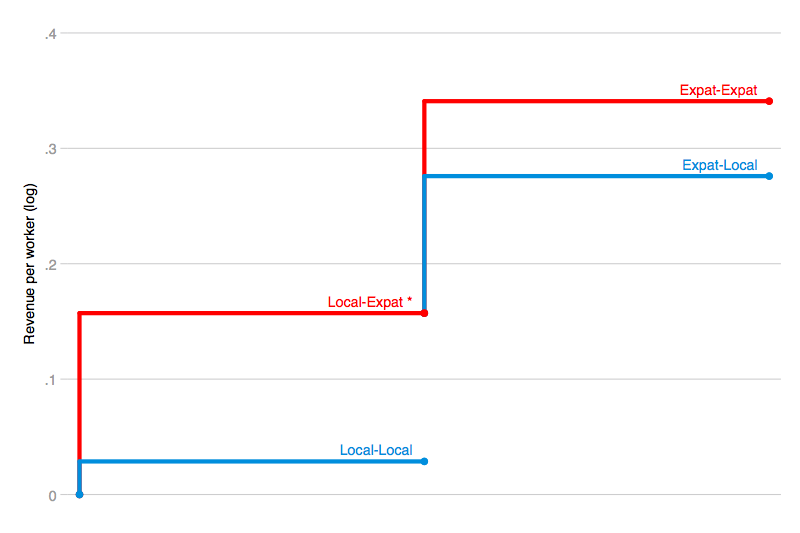 .4
Expat-Expat
Expat-Local
.3
Revenue per worker (log)
.2
Local-Expat *
.1
Local-Local
0